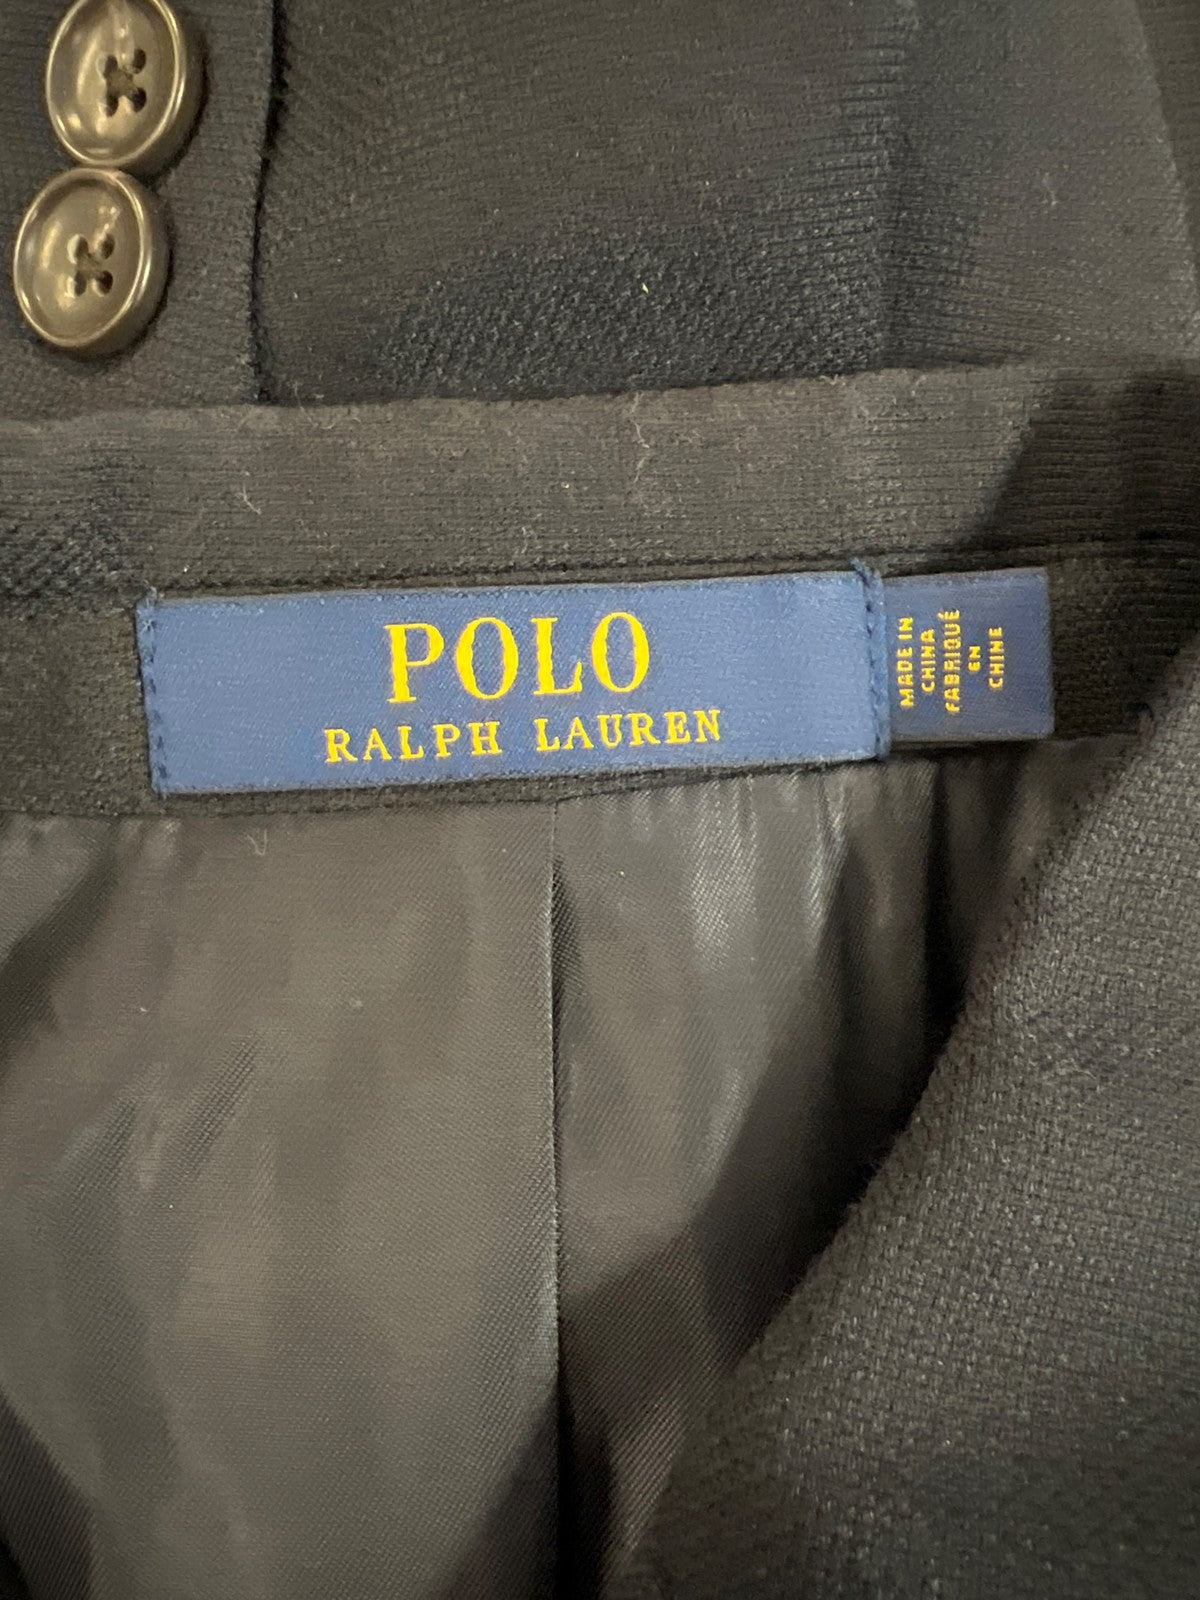 POLO
RALPH LAUREN
MADE IN
CHINA
FABRIQUÉ
EN
CHINE